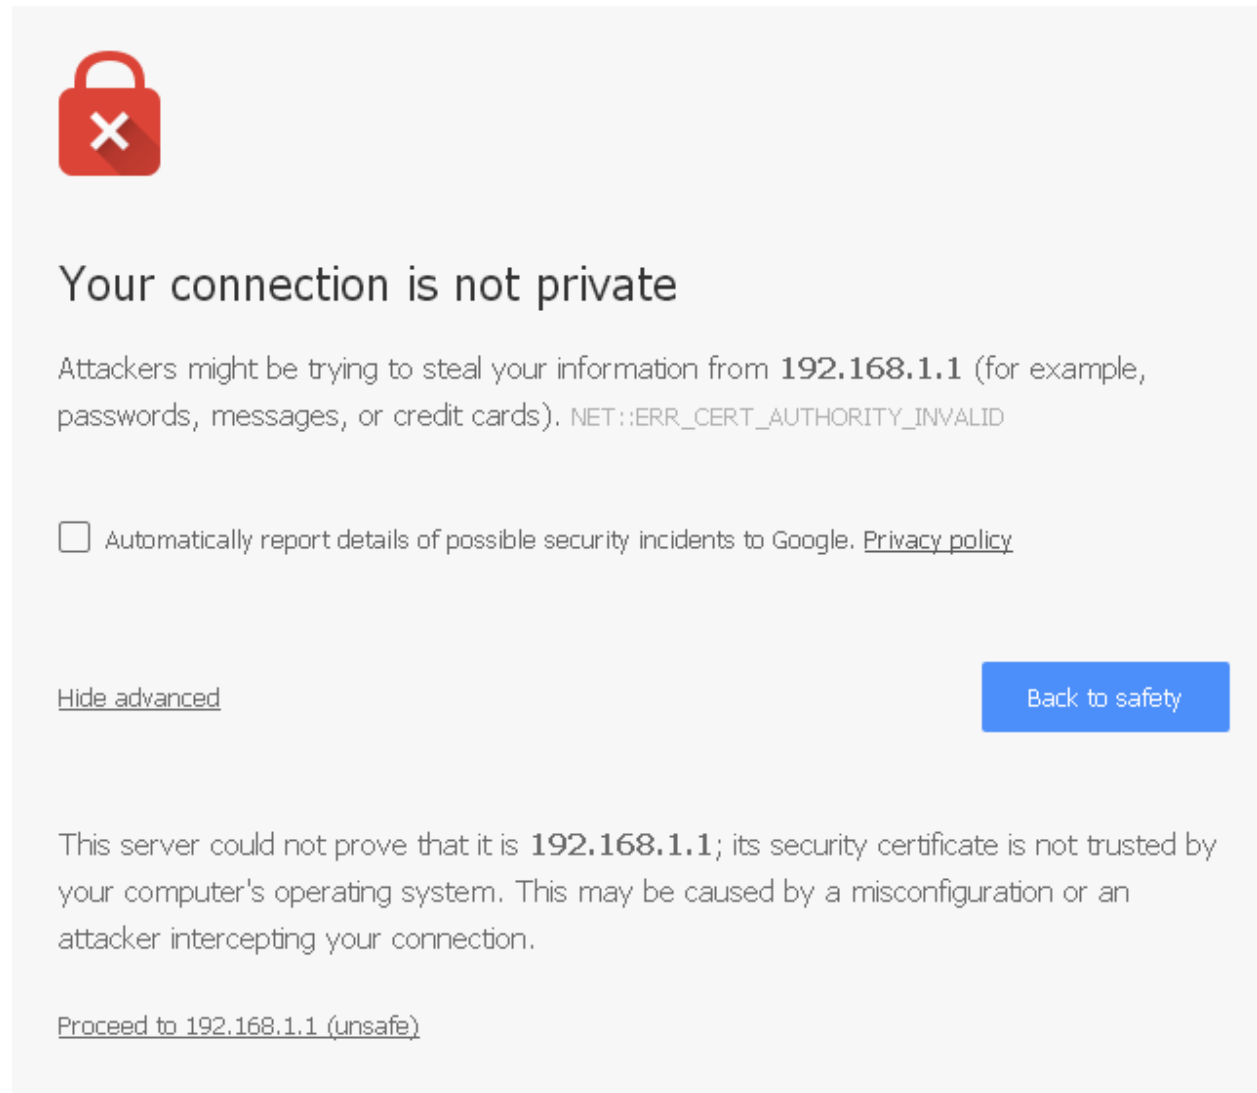 Your connection is not private
Attackers might be trying to steal your information from 192.168.1.1 (for example,
passwords, messages, or credit cards). NET::ERR_CERT_AUTHORITY_INVALID
Automatically report details of possible security incidents to Google. Privacy policy
Hide advanced
Back to safety
This server could not prove that it is 192.168.1.1; its security certificate is not trusted by
your computer's operating system. This may be caused by a misconfiguration or an
attacker intercepting your connection.
Proceed to 192.168.1.1 (unsafe)